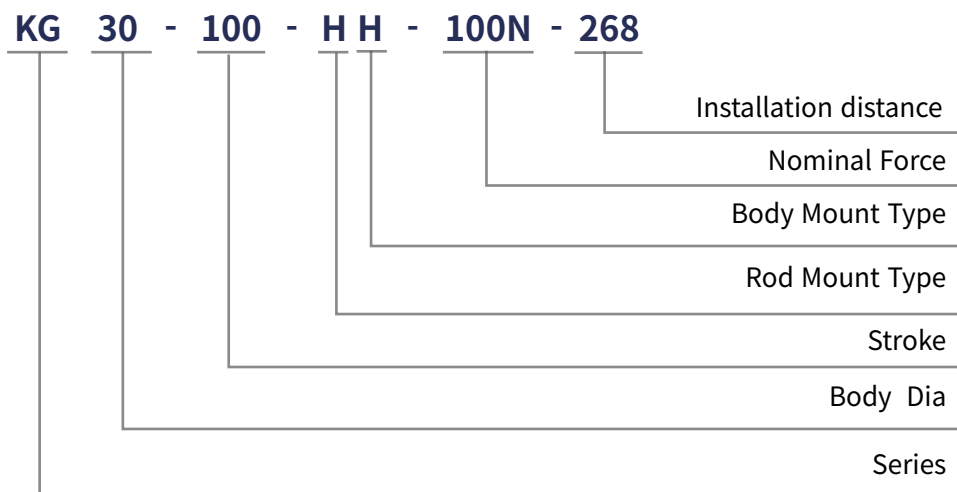 KG 30 - 100 - H H - 100N - 268
Installation distance
Nominal Force
Body Mount Type
Rod Mount Type
Stroke
Body Dia
Series